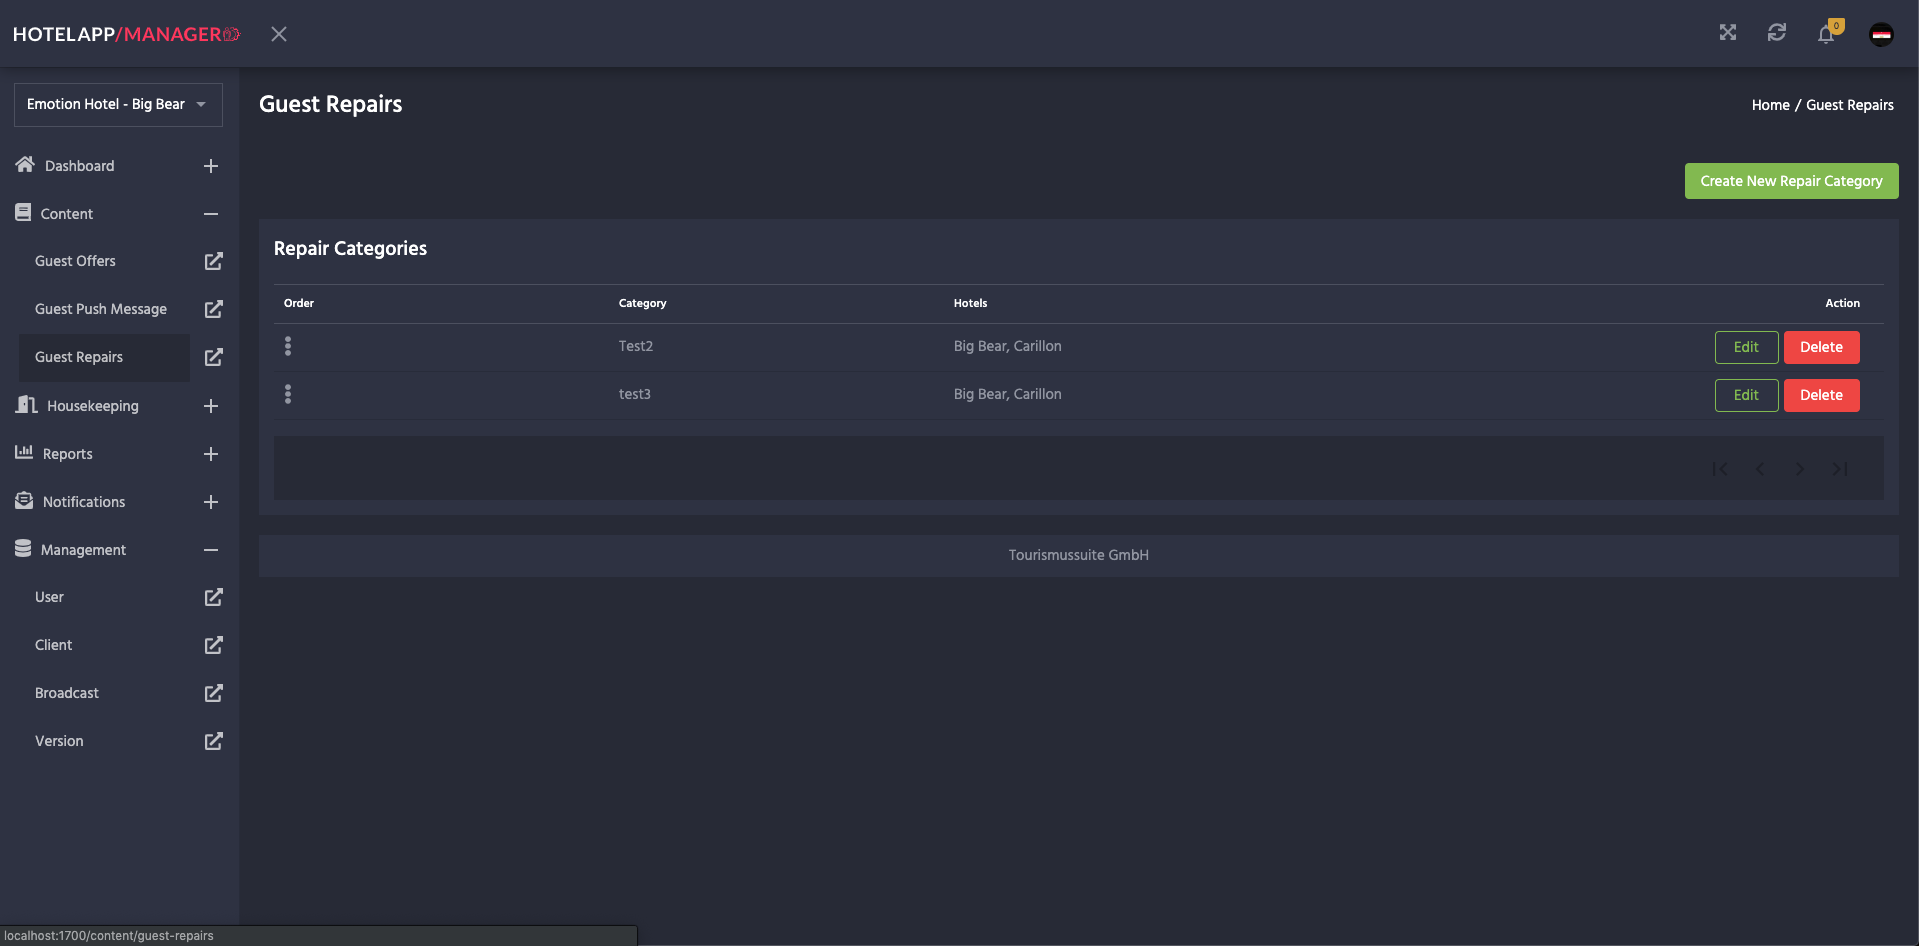 HOTELAPP/MANAGER
0
Emotion Hotel - Big Bear
Dashboard
Content
Guest Offers
Guest Push Message
Guest Repairs
Housekeeping
Reports
Notifications
Management
User
Client
Broadcast
Version
Guest Repairs
Home / Guest Repairs
Create New Repair Category
Repair Categories
Order Category Hotels Action
Test2 Big Bear, Carillon Edit Delete
test3 Big Bear, Carillon Edit Delete
Tourismussuite GmbH
localhost:1700/content/guest-repairs